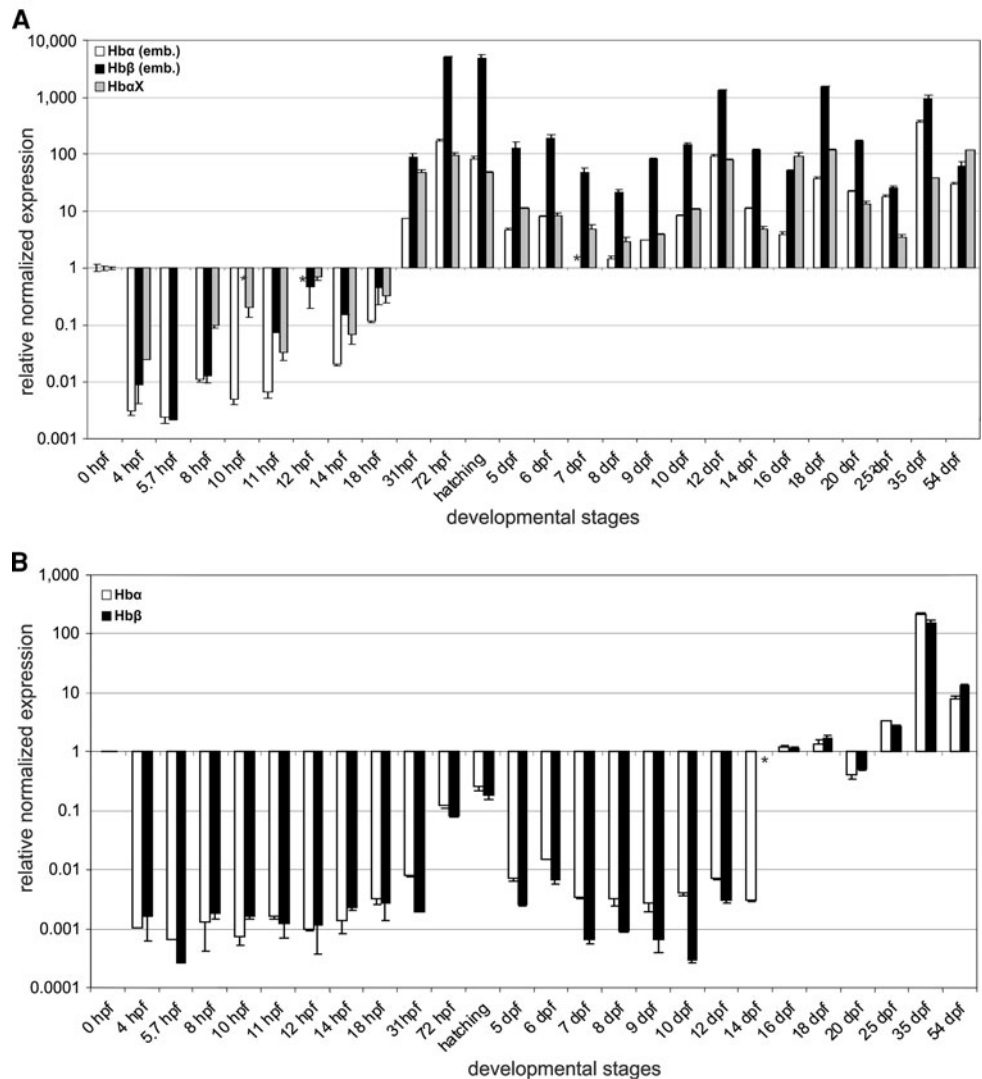 A
10,000
1,000
100
10
1
0.1
0.01
0.001
relative normalized expression
Hbα (emb.)
Hbβ (emb.)
HbαX
*
*
*
0 hpf
4 hpf
5.7 hpf
8 hpf
10 hpf
11 hpf
12 hpf
14 hpf
18 hpf
31hpf
72 hpf
hatching
5 dpf
6 dpf
7 dpf
8 dpf
9 dpf
10 dpf
12 dpf
14 dpf
16 dpf
18 dpf
20 dpf
25 dpf
35 dpf
54 dpf
developmental stages
B
1,000
100
10
1
0.1
0.01
0.001
0.0001
relative normalized expression
Hbα
Hbβ
*
0 hpf
4 hpf
5.7 hpf
8 hpf
10 hpf
11 hpf
12 hpf
14 hpf
18 hpf
31hpf
72 hpf
hatching
5 dpf
6 dpf
7 dpf
8 dpf
9 dpf
10 dpf
12 dpf
14 dpf
16 dpf
18 dpf
20 dpf
25 dpf
35 dpf
54 dpf
developmental stages